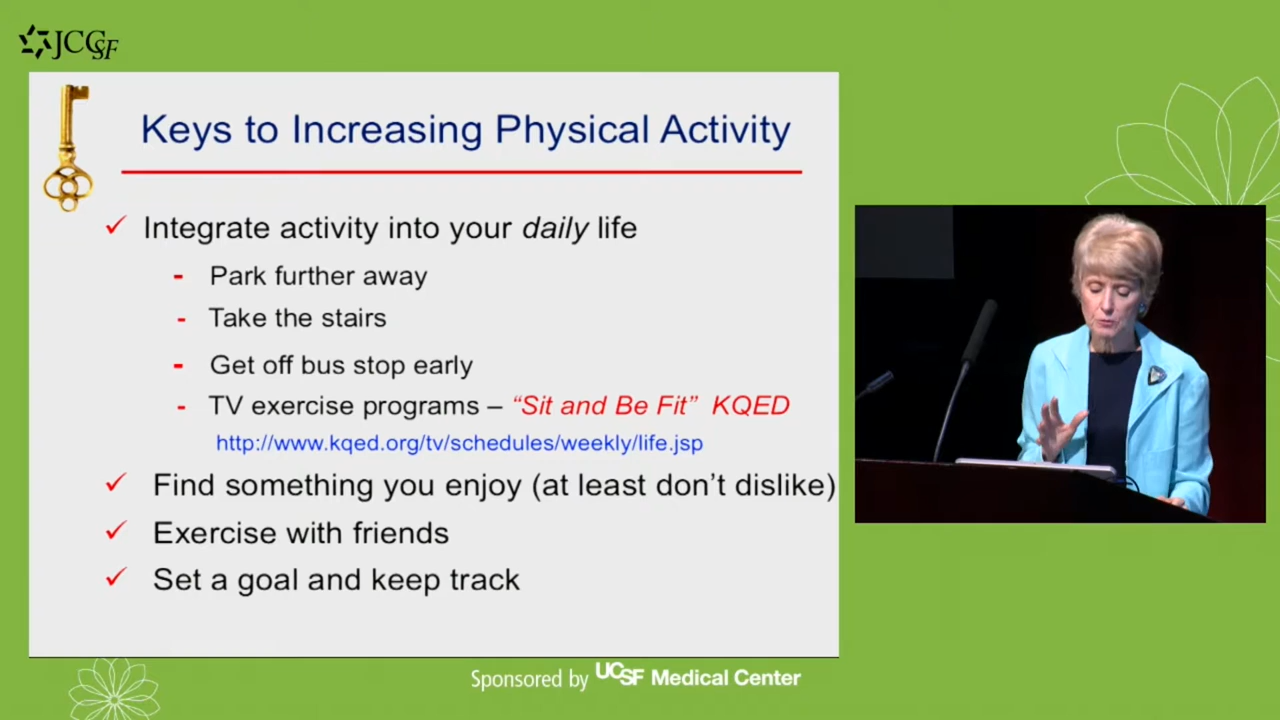 JCCSF
Keys to Increasing Physical Activity
✓ Integrate activity into your daily life
- Park further away
- Take the stairs
- Get off bus stop early
- TV exercise programs – “Sit and Be Fit” KQED
http://www.kqed.org/tv/schedules/weekly/life.jsp
✓ Find something you enjoy (at least don’t dislike)
✓ Exercise with friends
✓ Set a goal and keep track
Sponsored by UCSF Medical Center